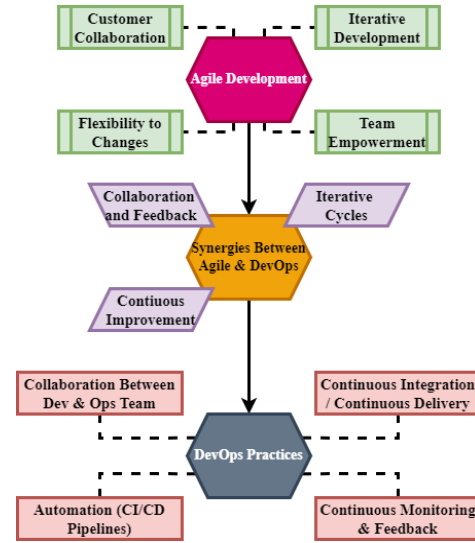 Customer
Collaboration
Iterative
Development
Agile Development
Flexibility to
Changes
Team
Empowerment
Collaboration
and Feedback
Iterative
Cycles
Synergies Between
Agile & DevOps
Contiuous
Improvement
Collaboration Between
Dev & Ops Team
Continuous Integration
/ Continuous Delivery
DevOps Practices
Automation (CI/CD
Pipelines)
Continuous Monitoring
& Feedback